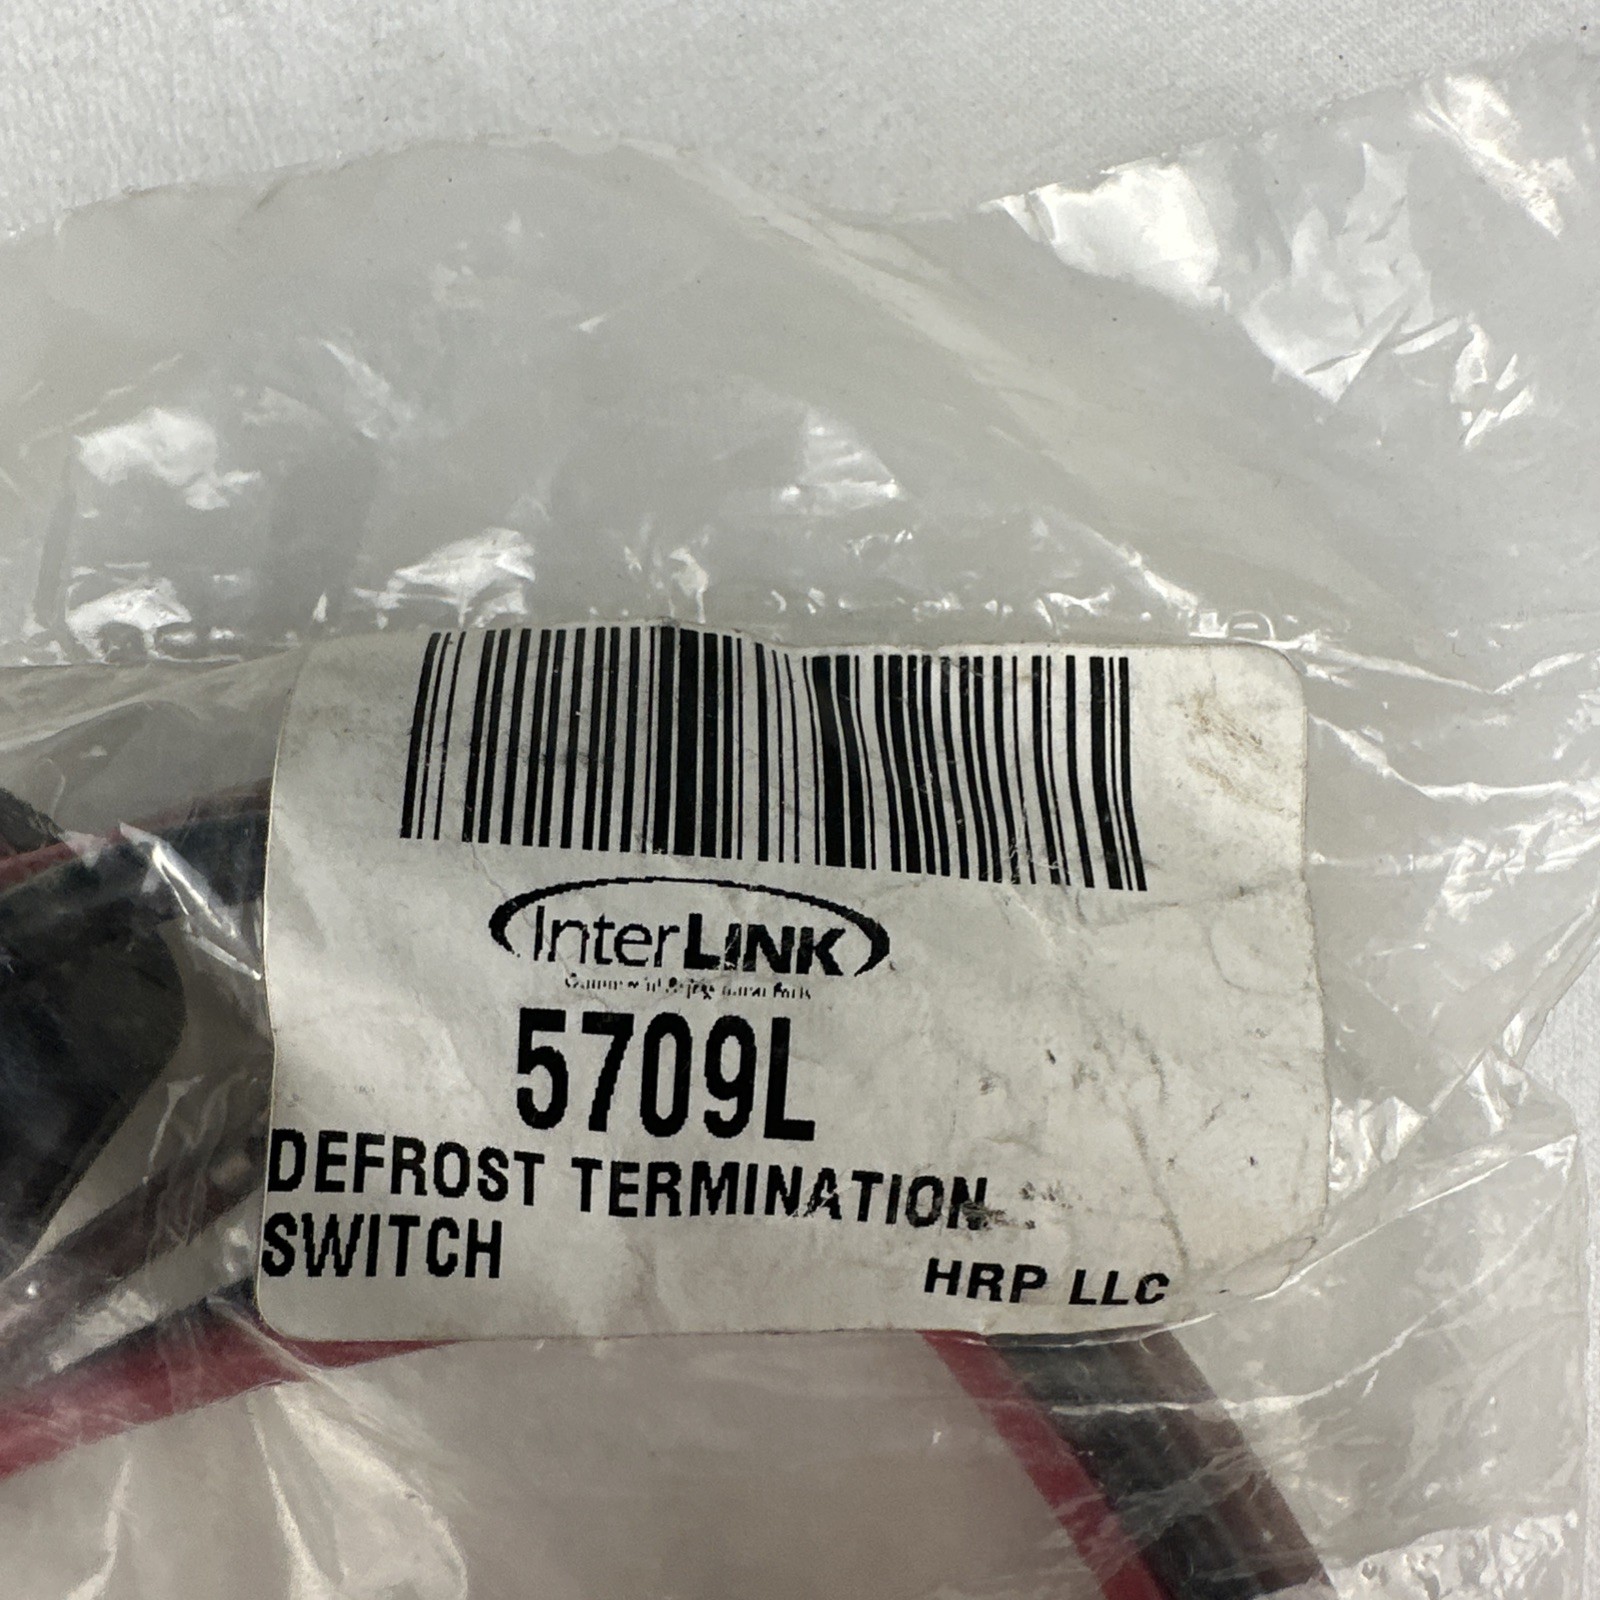 InterLINK
5709L
DEFROST TERMINATION
SWITCH
HRP LLC